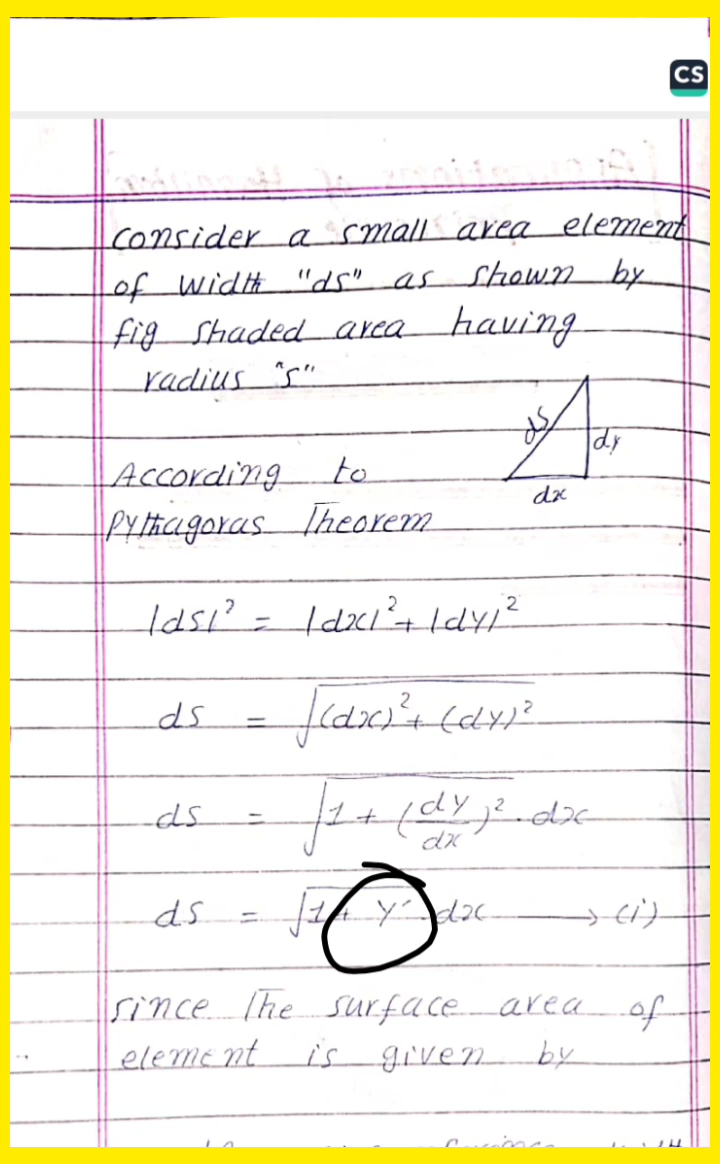 CS
consider a small area element
of width "ds" as shown by
fig shaded area having
radius "s"
ds
dy
dx
According to
Pythagoras Theorem
|ds|² = |dx|² + |dy|²
ds = √(dx)² + (dy)²
ds = √1 + (dy/dx)² . dx
ds = √1 + y′ . dx → (i)
since The surface area of
element is given by